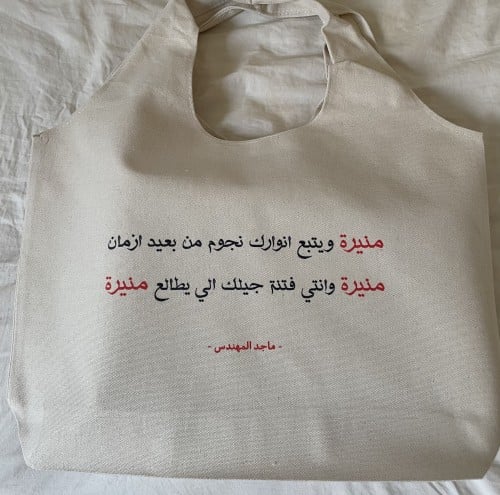 منيرة ويتبع انوارك نجوم من بعيد ازمان
منيرة وانتي فتنة جيلك الي يطالع منيرة
- ماجد المهندس -